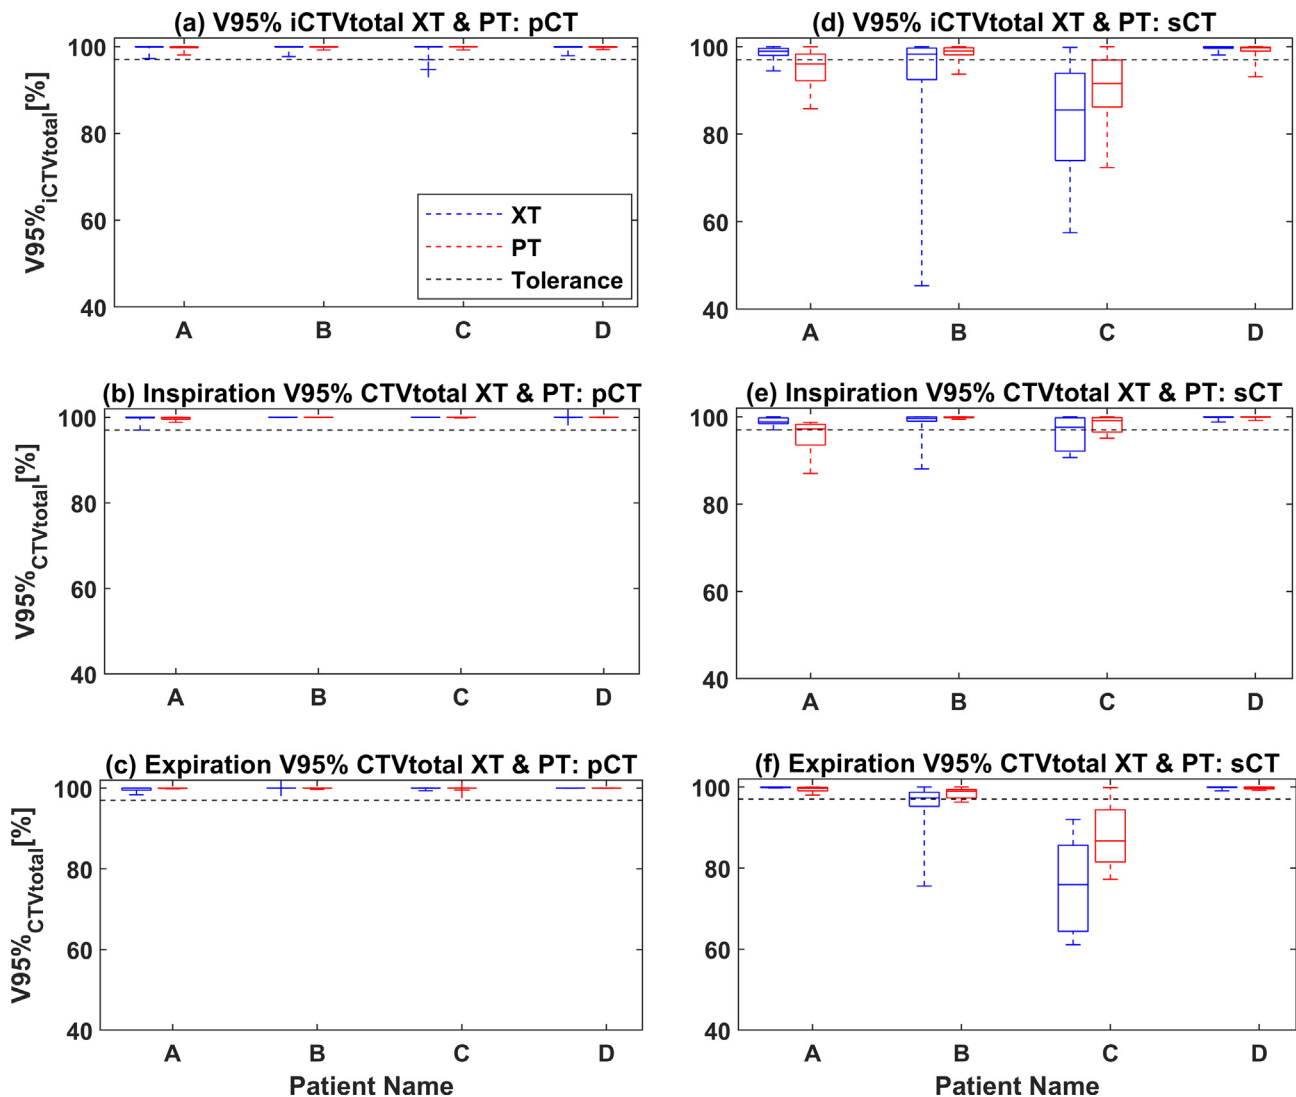 (a) V95% iCTVtotal XT & PT: pCT
V95%iCTVtotal[%]
100
80
60
40
A B C D
XT
PT
Tolerance
(d) V95% iCTVtotal XT & PT: sCT
100
80
60
40
A B C D
(b) Inspiration V95% CTVtotal XT & PT: pCT
V95%CTVtotal[%]
100
80
60
40
A B C D
(e) Inspiration V95% CTVtotal XT & PT: sCT
100
80
60
40
A B C D
(c) Expiration V95% CTVtotal XT & PT: pCT
V95%CTVtotal[%]
100
80
60
40
A B C D
Patient Name
(f) Expiration V95% CTVtotal XT & PT: sCT
100
80
60
40
A B C D
Patient Name